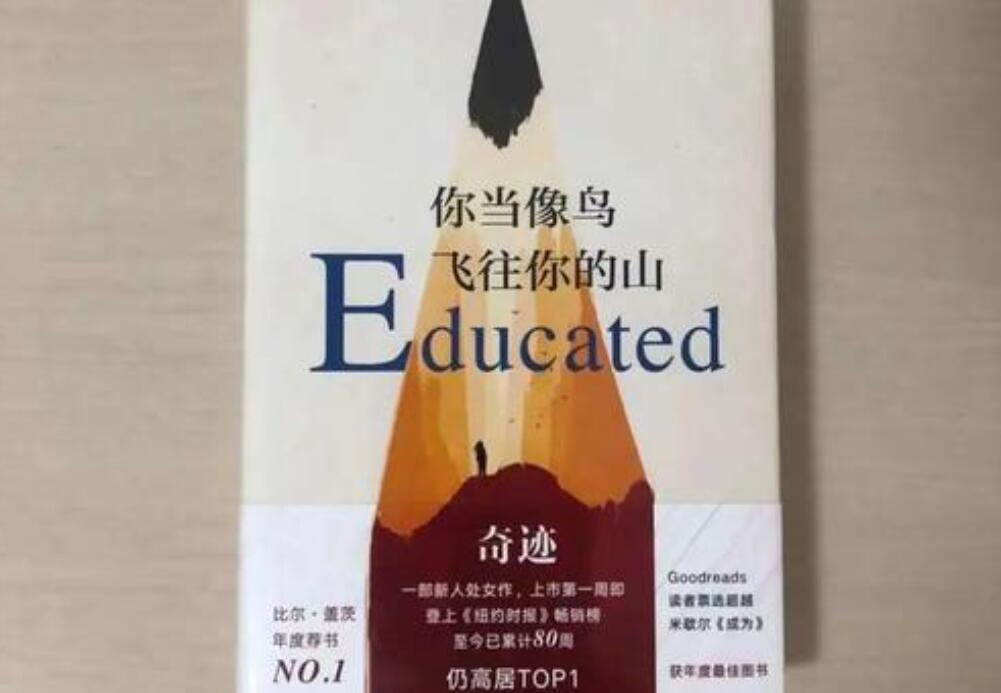 你当像鸟
飞往你的山
Educated
奇迹
一部新人处女作，上市第一周即
登上《纽约时报》畅销榜
至今已累计80周
仍高居TOP1
比尔·盖茨
年度荐书
NO.1
Goodreads
读者票选超越
米歇尔《成为》
获年度最佳图书